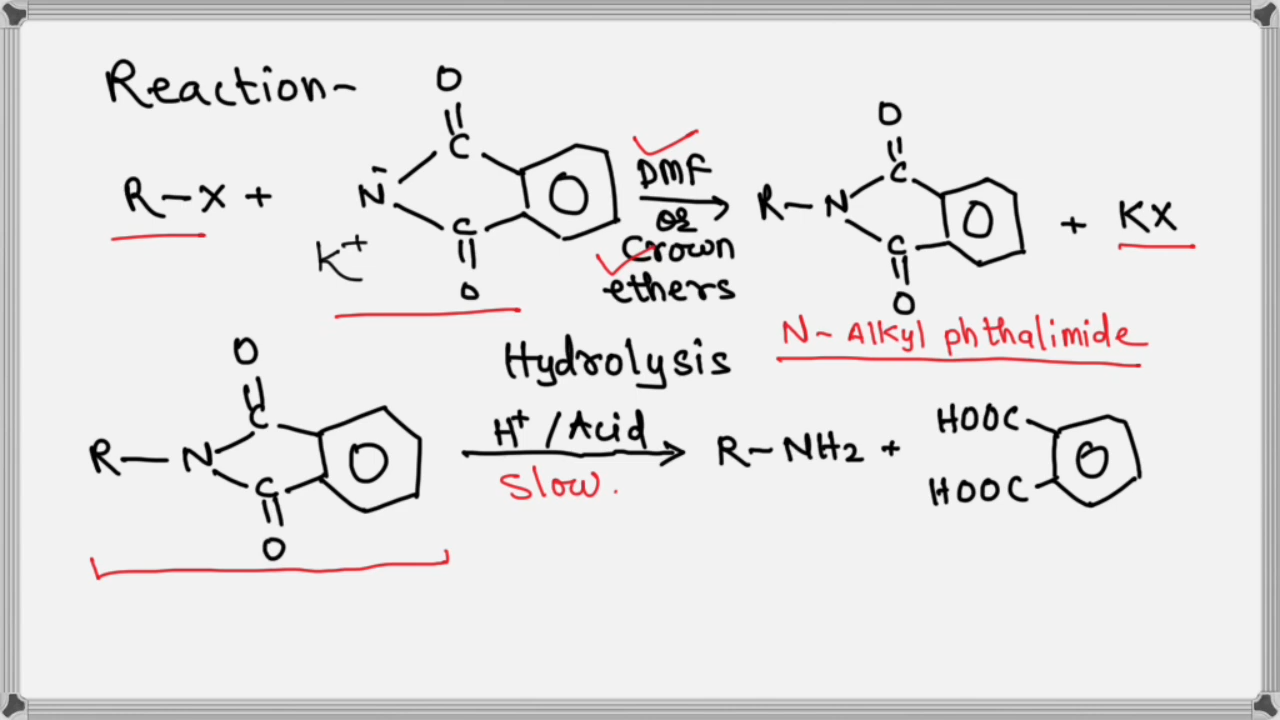 Reaction-
O
C
R-X + N̄ K+
C
O
DMF
or
Crown
ethers
O
C
R-N + KX
C
O
N-Alkyl phthalimide
Hydrolysis
O
C
R-N
C
O
H+ / Acid
Slow.
R-NH2 +
HOOC
HOOC